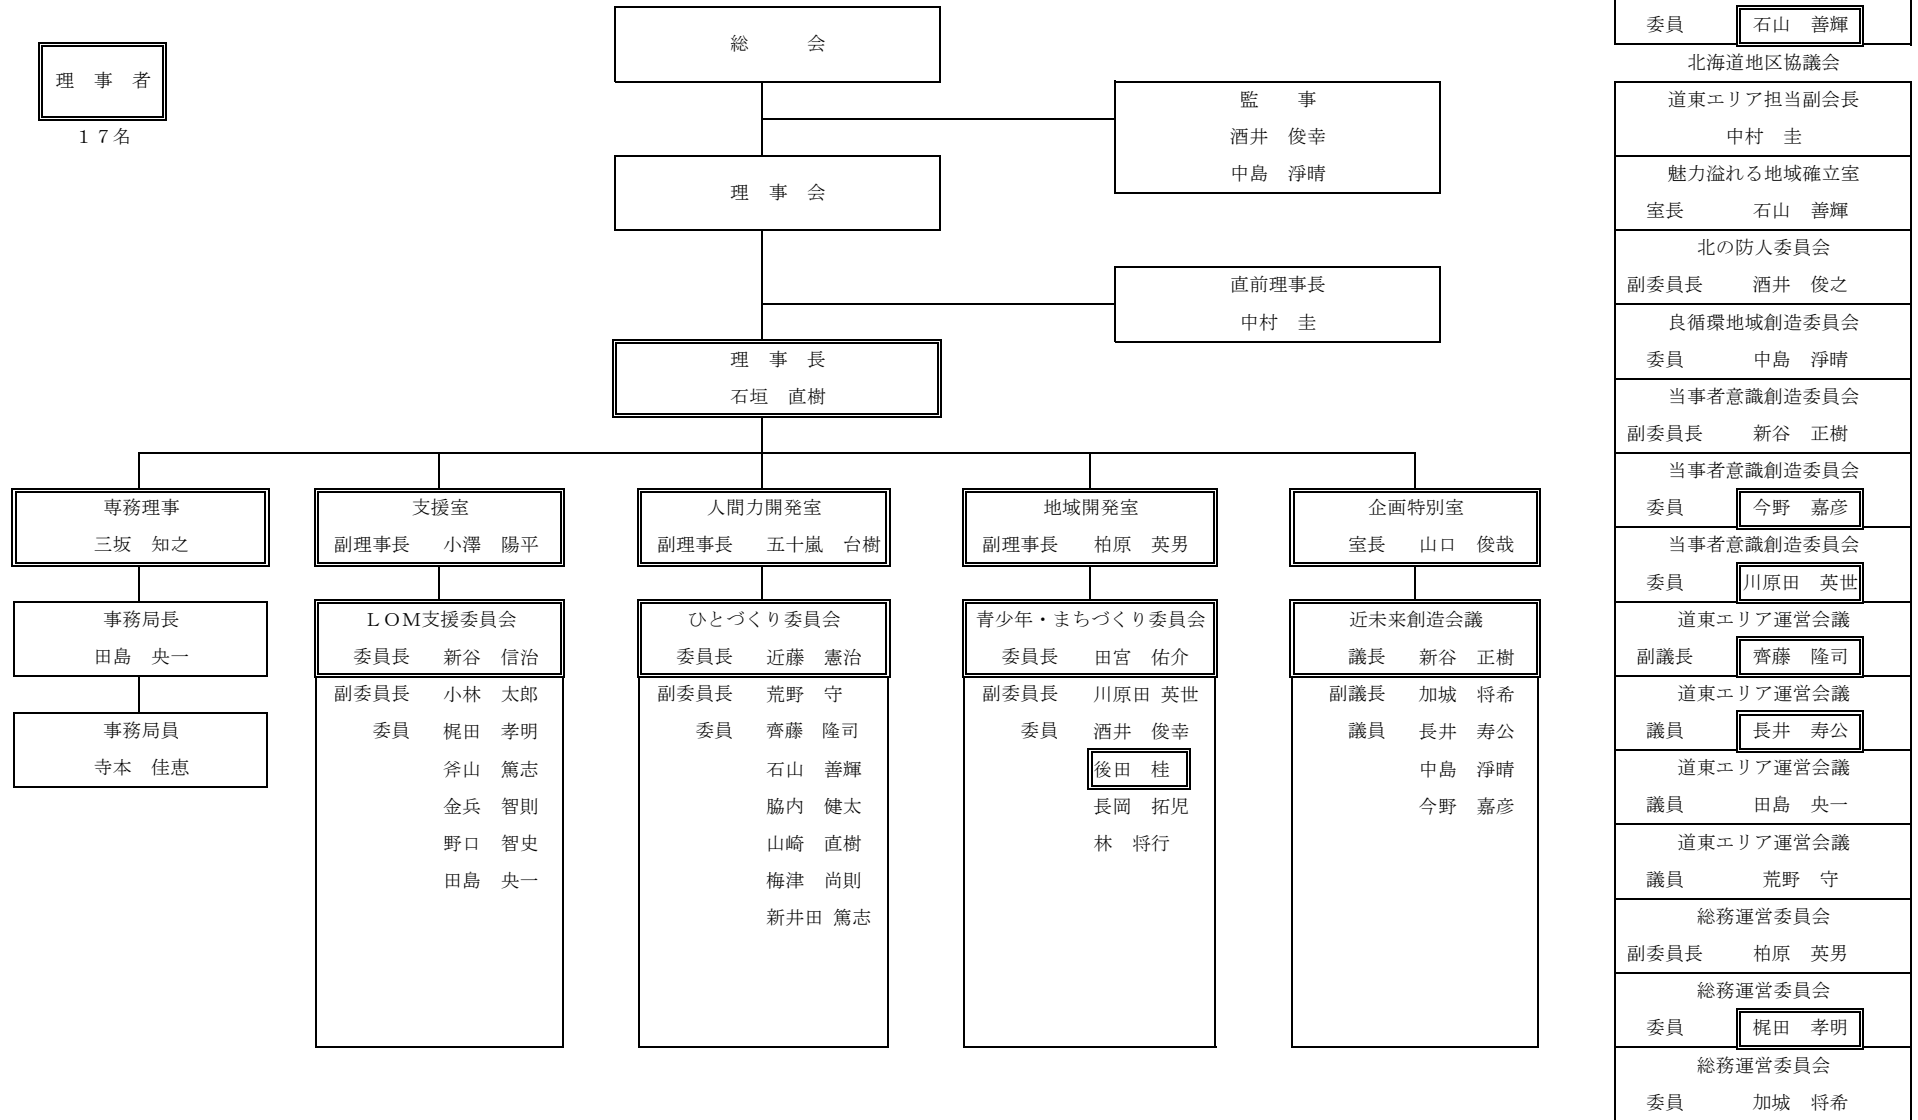 理　事　者
１７名
総　　　会
監　　事
酒井　俊幸
中島　淨晴
理　事　会
直前理事長
中村　圭
理　事　長
石垣　直樹
専務理事
三坂　知之
事務局長
田島　央一
事務局員
寺本　佳恵
支援室
副理事長　小澤　陽平
ＬＯＭ支援委員会
委員長　新谷　信治
副委員長　小林　太郎
委員　梶田　孝明
斧山　篤志
金兵　智則
野口　智史
田島　央一
人間力開発室
副理事長　五十嵐　台樹
ひとづくり委員会
委員長　近藤　憲治
副委員長　荒野　守
委員　齊藤　隆司
石山　善輝
脇内　健太
山崎　直樹
梅津　尚則
新井田 篤志
地域開発室
副理事長　柏原　英男
青少年・まちづくり委員会
委員長　田宮　佑介
副委員長　川原田 英世
委員　酒井　俊幸
後田　桂
長岡　拓児
林　将行
企画特別室
室長　山口　俊哉
近未来創造会議
議長　新谷　正樹
副議長　加城　将希
議員　長井　寿公
中島　淨晴
今野　嘉彦
委員　石山　善輝
北海道地区協議会
道東エリア担当副会長
中村　圭
魅力溢れる地域確立室
室長　石山　善輝
北の防人委員会
副委員長　酒井　俊之
良循環地域創造委員会
委員　中島　淨晴
当事者意識創造委員会
副委員長　新谷　正樹
当事者意識創造委員会
委員　今野　嘉彦
当事者意識創造委員会
委員　川原田　英世
道東エリア運営会議
副議長　齊藤　隆司
道東エリア運営会議
議員　長井　寿公
道東エリア運営会議
議員　田島　央一
道東エリア運営会議
議員　荒野　守
総務運営委員会
副委員長　柏原　英男
総務運営委員会
委員　梶田　孝明
総務運営委員会
委員　加城　将希